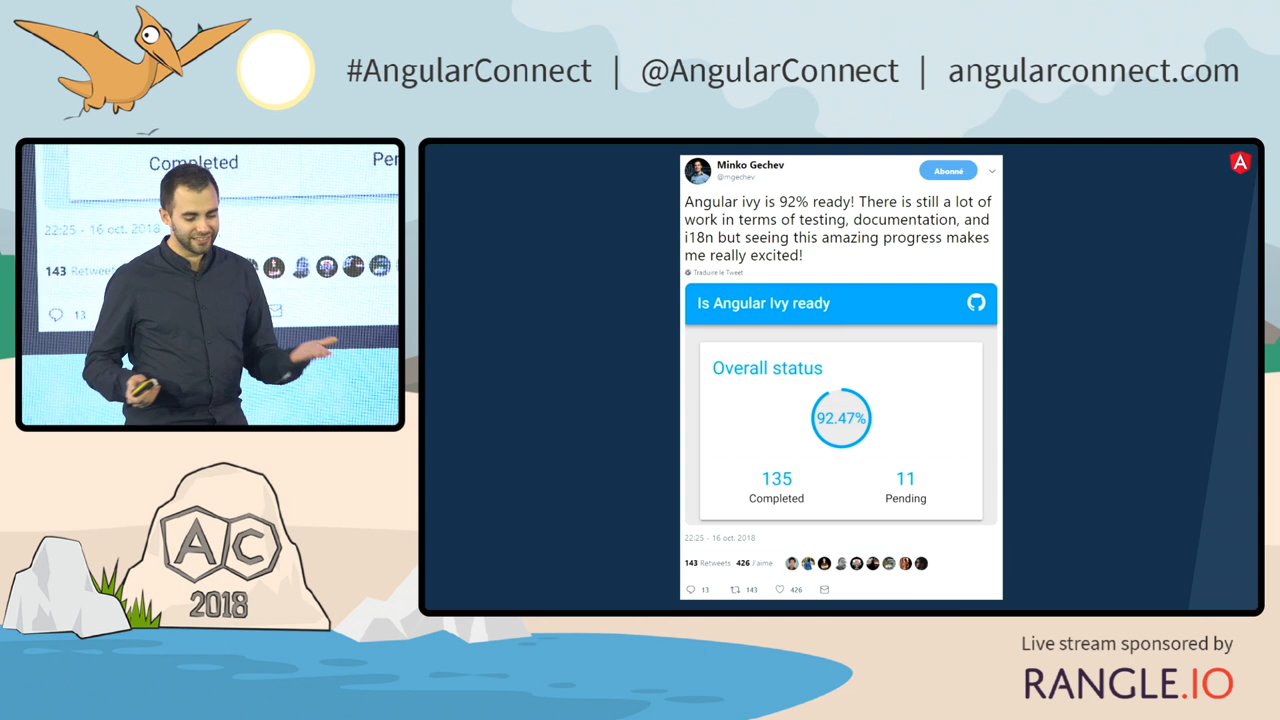 #AngularConnect | @AngularConnect | angularconnect.com
Completed
Per
22:25 - 16 oct. 2018
143 Retweets
13
Minko Gechev
@mgechev
Abonné
Angular ivy is 92% ready! There is still a lot of
work in terms of testing, documentation, and
i18n but seeing this amazing progress makes
me really excited!
Traduire le Tweet
Is Angular Ivy ready
Overall status
92.47%
135
Completed
11
Pending
22:25 - 16 oct. 2018
143 Retweets 426 J'aime
13 143 426
A
AC
2018
Live stream sponsored by
RANGLE.IO